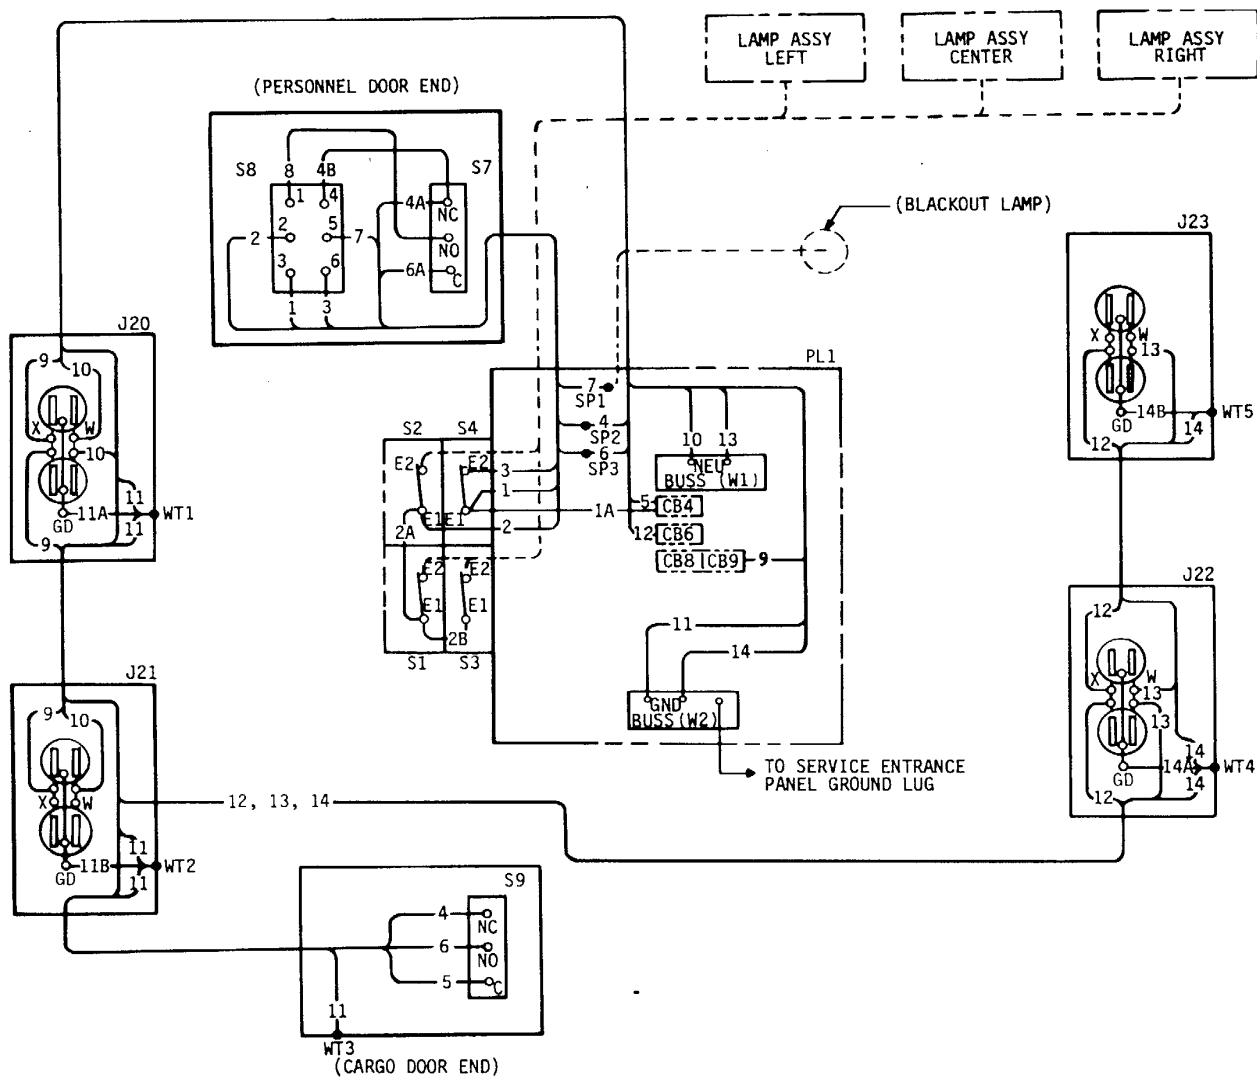 LAMP ASSY
LEFT
LAMP ASSY
CENTER
LAMP ASSY
RIGHT
(PERSONNEL DOOR END)
S8
8
4B
S7
1
4
4A
NC
2
2
5
7
NO
3
6
6A
C
1
3
(BLACKOUT LAMP)
J23
X
W
13
14B
WT5
GD
14
12
J20
9
10
X
W
10
11
11A
WT1
GD
11
9
PL1
7
SP1
4
SP2
6
SP3
10
13
NEU
BUSS (W1)
S2
S4
E2
E2
3
1
E1
E1
1A
5
CB4
2A
2
12
CB6
CB8
CB9
9
E2
E2
E1
E1
2B
S1
S3
11
14
GND
BUSS (W2)
TO SERVICE ENTRANCE
PANEL GROUND LUG
J22
12
X
W
13
13
14
14A
WT4
GD
14
12
J21
9
10
X
W
11
11B
WT2
GD
11
12, 13, 14
S9
4
NC
6
NO
5
C
11
WT3
(CARGO DOOR END)